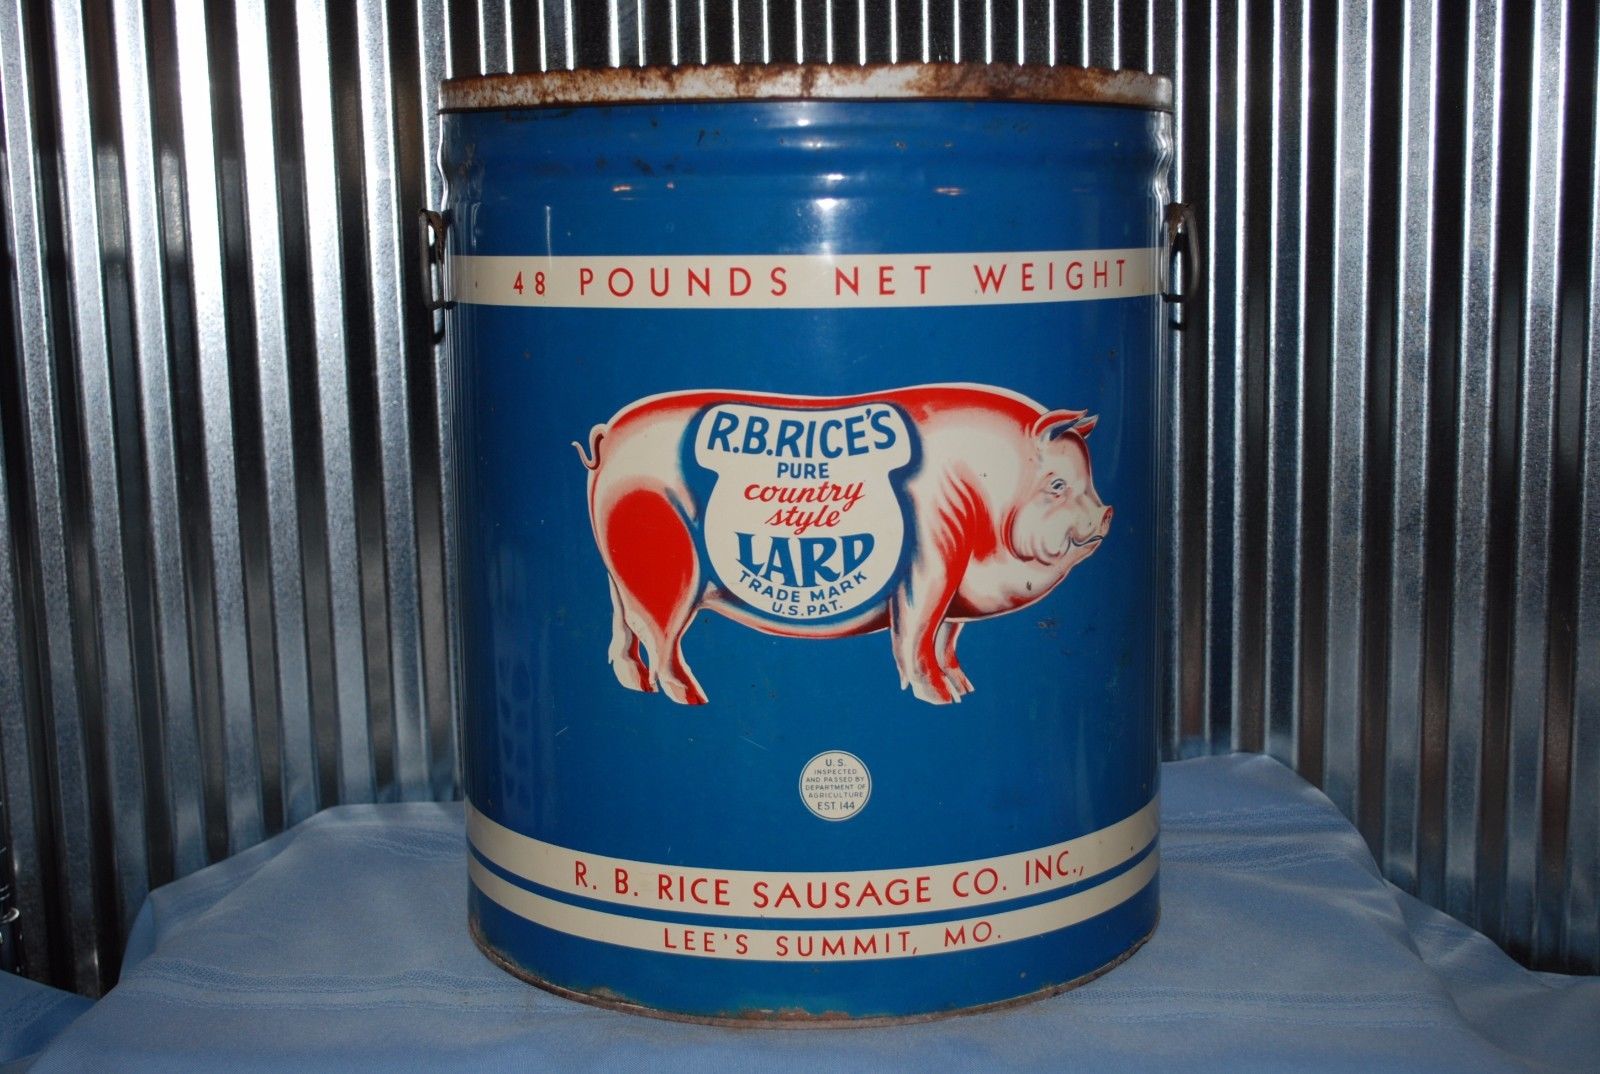 48 POUNDS NET WEIGHT
R.B.RICE'S
PURE
country
style
LARD
TRADE MARK
U.S.PAT.
U.S.
INSPECTED
AND PASSED BY
DEPARTMENT OF
AGRICULTURE
EST. 144
R. B. RICE SAUSAGE CO. INC.,
LEE'S SUMMIT, MO.